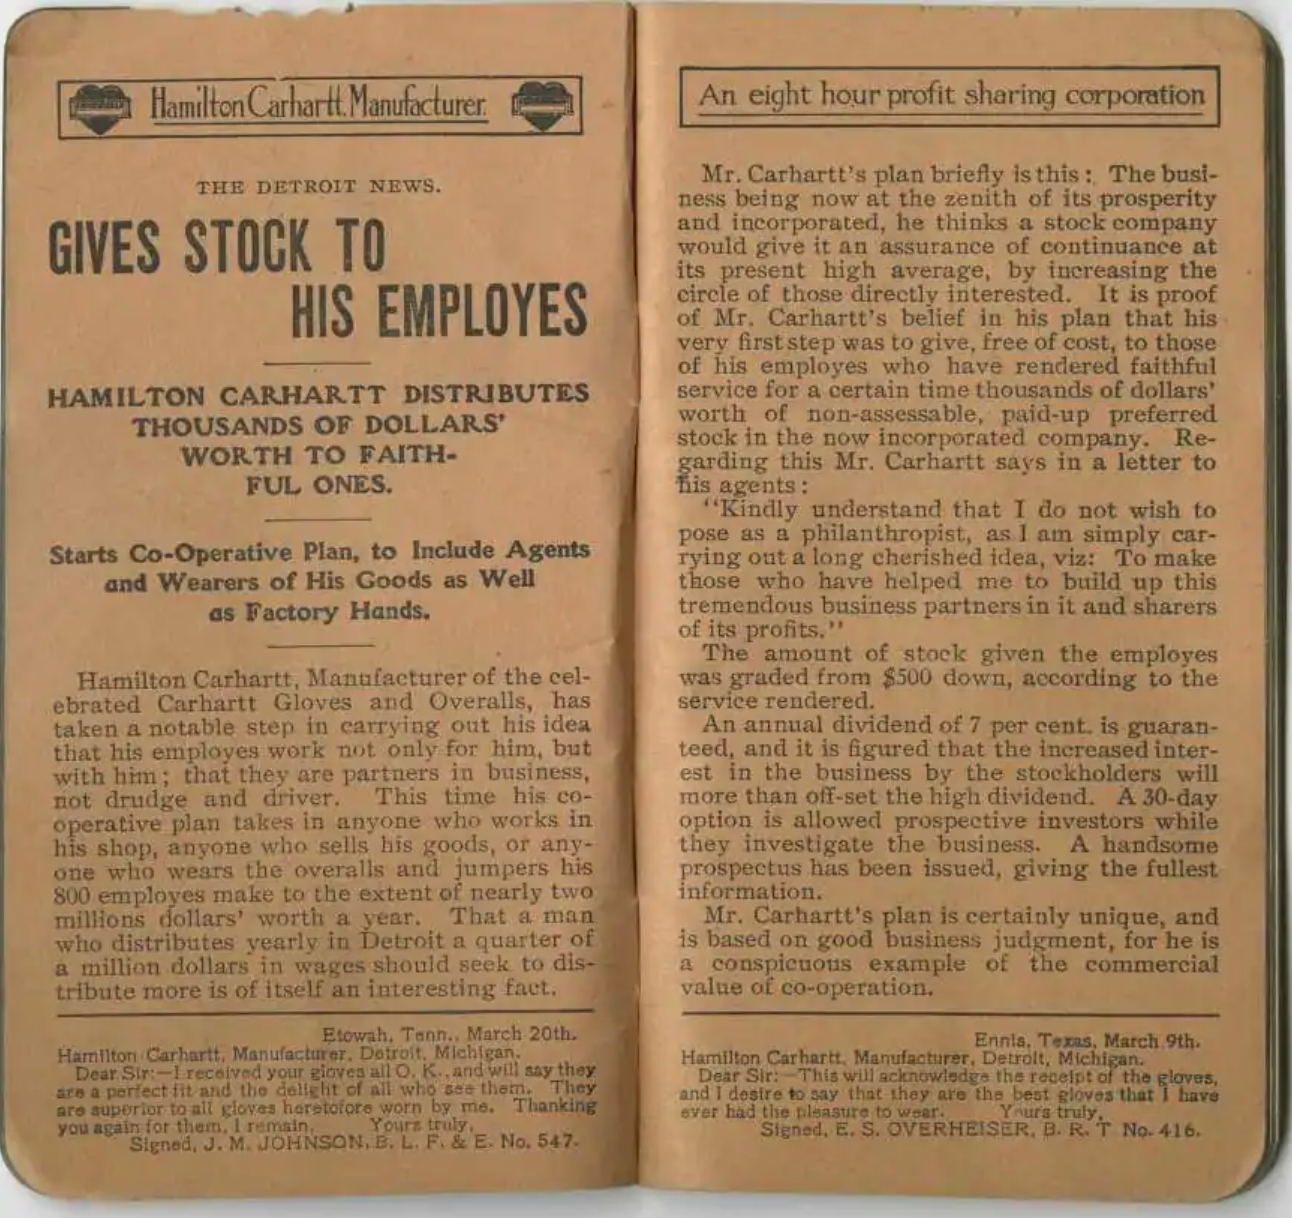 Hamilton Carhartt, Manufacturer.
THE DETROIT NEWS.
GIVES STOCK TO
HIS EMPLOYES
HAMILTON CARHARTT DISTRIBUTES
THOUSANDS OF DOLLARS'
WORTH TO FAITH-
FUL ONES.
Starts Co-Operative Plan, to Include Agents
and Wearers of His Goods as Well
as Factory Hands.
Hamilton Carhartt, Manufacturer of the cel-
ebrated Carhartt Gloves and Overalls, has
taken a notable step in carrying out his idea
that his employes work not only for him, but
with him; that they are partners in business,
not drudge and driver. This time his co-
operative plan takes in anyone who works in
his shop, anyone who sells his goods, or any-
one who wears the overalls and jumpers his
800 employes make to the extent of nearly two
millions dollars' worth a year. That a man
who distributes yearly in Detroit a quarter of
a million dollars in wages should seek to dis-
tribute more is of itself an interesting fact.
Etowah, Tenn., March 20th.
Hamilton Carhartt, Manufacturer, Detroit, Michigan.
Dear Sir:—I received your gloves all O. K., and will say they
are a perfect fit and the delight of all who see them. They
are superior to all gloves heretofore worn by me. Thanking
you again for them, I remain, Yours truly,
Signed, J. M. JOHNSON, B. L. F. & E. No. 547.
An eight hour profit sharing corporation
Mr. Carhartt's plan briefly is this: The busi-
ness being now at the zenith of its prosperity
and incorporated, he thinks a stock company
would give it an assurance of continuance at
its present high average, by increasing the
circle of those directly interested. It is proof
of Mr. Carhartt's belief in his plan that his
very first step was to give, free of cost, to those
of his employes who have rendered faithful
service for a certain time thousands of dollars'
worth of non-assessable, paid-up preferred
stock in the now incorporated company. Re-
garding this Mr. Carhartt says in a letter to
his agents:
"Kindly understand that I do not wish to
pose as a philanthropist, as I am simply car-
rying out a long cherished idea, viz: To make
those who have helped me to build up this
tremendous business partners in it and sharers
of its profits."
The amount of stock given the employes
was graded from $500 down, according to the
service rendered.
An annual dividend of 7 per cent. is guaran-
teed, and it is figured that the increased inter-
est in the business by the stockholders will
more than off-set the high dividend. A 30-day
option is allowed prospective investors while
they investigate the business. A handsome
prospectus has been issued, giving the fullest
information.
Mr. Carhartt's plan is certainly unique, and
is based on good business judgment, for he is
a conspicuous example of the commercial
value of co-operation.
Ennis, Texas, March 9th.
Hamilton Carhartt, Manufacturer, Detroit, Michigan.
Dear Sir:—This will acknowledge the receipt of the gloves,
and I desire to say that they are the best gloves that I have
ever had the pleasure to wear. Yours truly,
Signed, E. S. OVERHEISER, B. R. T. No. 416.